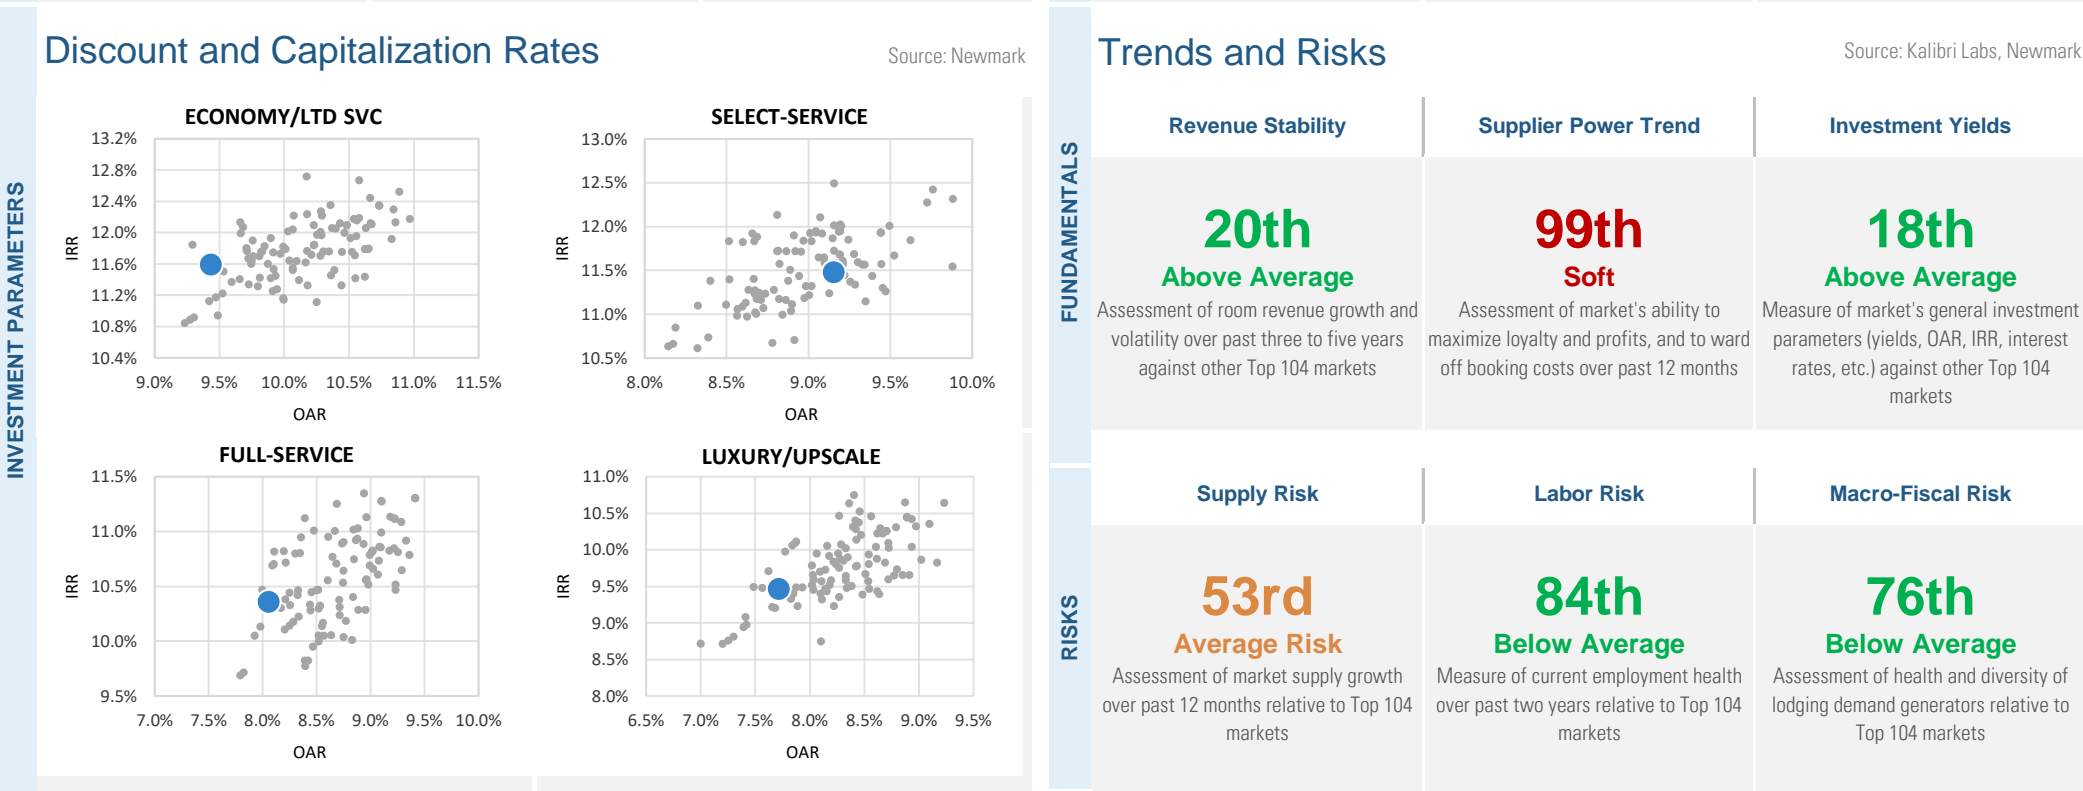 INVESTMENT PARAMETERS
Discount and Capitalization Rates
Source: Newmark
ECONOMY/LTD SVC
13.2%
12.8%
12.4%
12.0%
11.6%
11.2%
10.8%
10.4%
IRR
9.0% 9.5% 10.0% 10.5% 11.0% 11.5%
OAR
SELECT-SERVICE
13.0%
12.5%
12.0%
11.5%
11.0%
10.5%
IRR
8.0% 8.5% 9.0% 9.5% 10.0%
OAR
FULL-SERVICE
11.5%
11.0%
10.5%
10.0%
9.5%
IRR
7.0% 7.5% 8.0% 8.5% 9.0% 9.5% 10.0%
OAR
LUXURY/UPSCALE
11.0%
10.5%
10.0%
9.5%
9.0%
8.5%
8.0%
IRR
6.5% 7.0% 7.5% 8.0% 8.5% 9.0% 9.5%
OAR
Trends and Risks
Source: Kalibri Labs, Newmark
FUNDAMENTALS
Revenue Stability
20th
Above Average
Assessment of room revenue growth and
volatility over past three to five years
against other Top 104 markets
Supplier Power Trend
99th
Soft
Assessment of market's ability to
maximize loyalty and profits, and to ward
off booking costs over past 12 months
Investment Yields
18th
Above Average
Measure of market's general investment
parameters (yields, OAR, IRR, interest
rates, etc.) against other Top 104
markets
RISKS
Supply Risk
53rd
Average Risk
Assessment of market supply growth
over past 12 months relative to Top 104
markets
Labor Risk
84th
Below Average
Measure of current employment health
over past two years relative to Top 104
markets
Macro-Fiscal Risk
76th
Below Average
Assessment of health and diversity of
lodging demand generators relative to
Top 104 markets